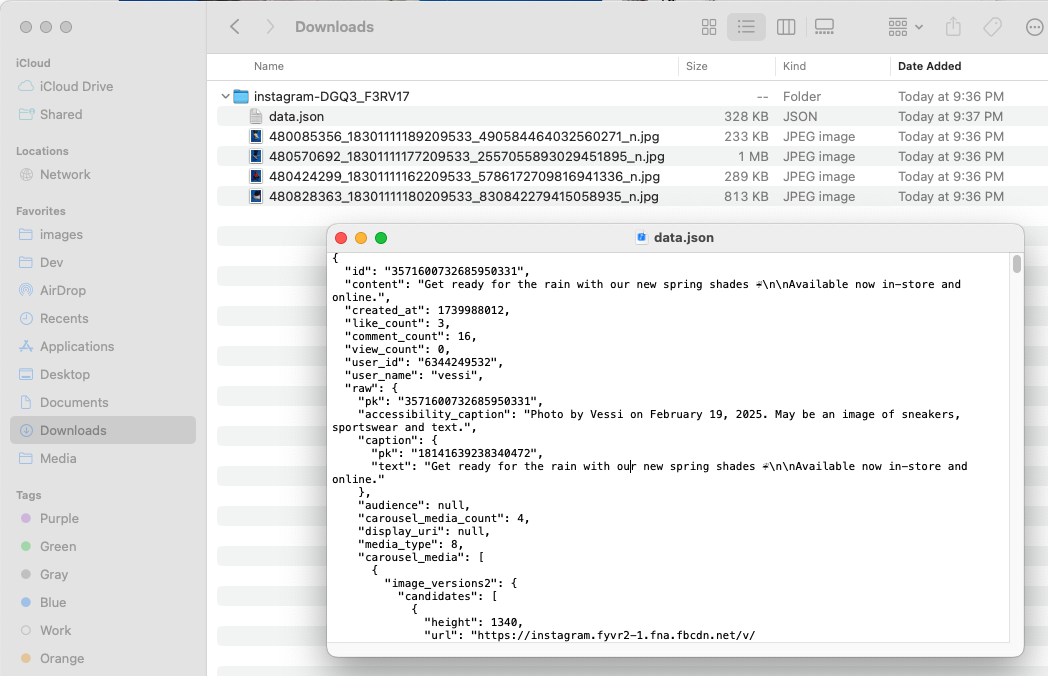 Downloads
iCloud
iCloud Drive
Shared
Locations
Network
Favorites
images
Dev
AirDrop
Recents
Applications
Desktop
Documents
Downloads
Media
Tags
Purple
Green
Gray
Blue
Work
Orange
Name Size Kind Date Added
instagram-DGQ3_F3RV17 -- Folder Today at 9:36 PM
data.json 328 KB JSON Today at 9:37 PM
480085356_18301111189209533_4905844640325602​71_n.jpg 233 KB JPEG image Today at 9:36 PM
480570692_18301111177209533_2557055893029451895_n.jpg 1 MB JPEG image Today at 9:36 PM
480424299_18301111162209533_5786172709816941336_n.jpg 289 KB JPEG image Today at 9:36 PM
480828363_18301111180209533_830842279415058935_n.jpg 813 KB JPEG image Today at 9:36 PM
data.json
{
"id": "3571600732685950331",
"content": "Get ready for the rain with our new spring shades \n\nAvailable now in-store and
online.",
"created_at": 1739988012,
"like_count": 3,
"comment_count": 16,
"view_count": 0,
"user_id": "6344249532",
"user_name": "vessi",
"raw": {
"pk": "3571600732685950331",
"accessibility_caption": "Photo by Vessi on February 19, 2025. May be an image of sneakers,
sportswear and text.",
"caption": {
"pk": "18141639238340472",
"text": "Get ready for the rain with our new spring shades \n\nAvailable now in-store and
online."
},
"audience": null,
"carousel_media_count": 4,
"display_uri": null,
"media_type": 8,
"carousel_media": [
{
"image_versions2": {
"candidates": [
{
"height": 1340,
"url": "https://instagram.fyvr2-1.fna.fbcdn.net/v/